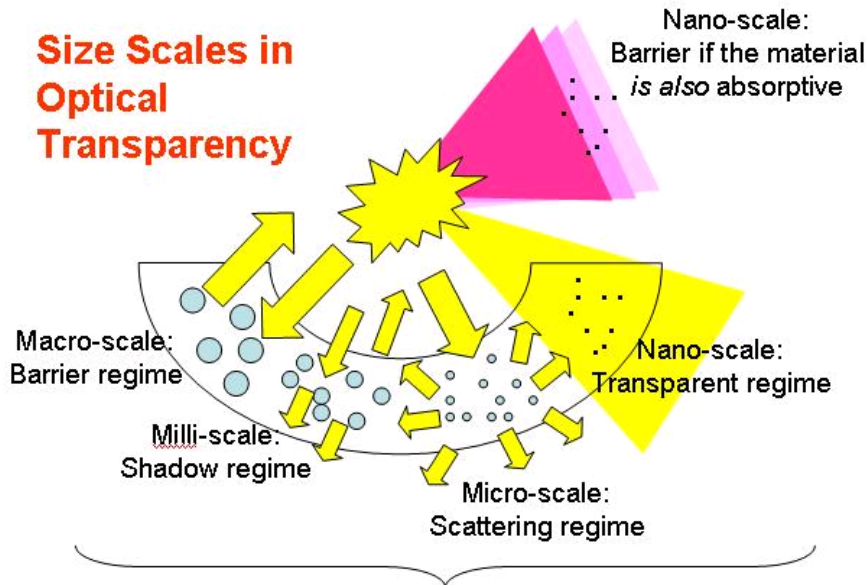 Size Scales in
Optical
Transparency
Nano-scale:
Barrier if the material
is also absorptive
Macro-scale:
Barrier regime
Milli-scale:
Shadow regime
Micro-scale:
Scattering regime
Nano-scale:
Transparent regime